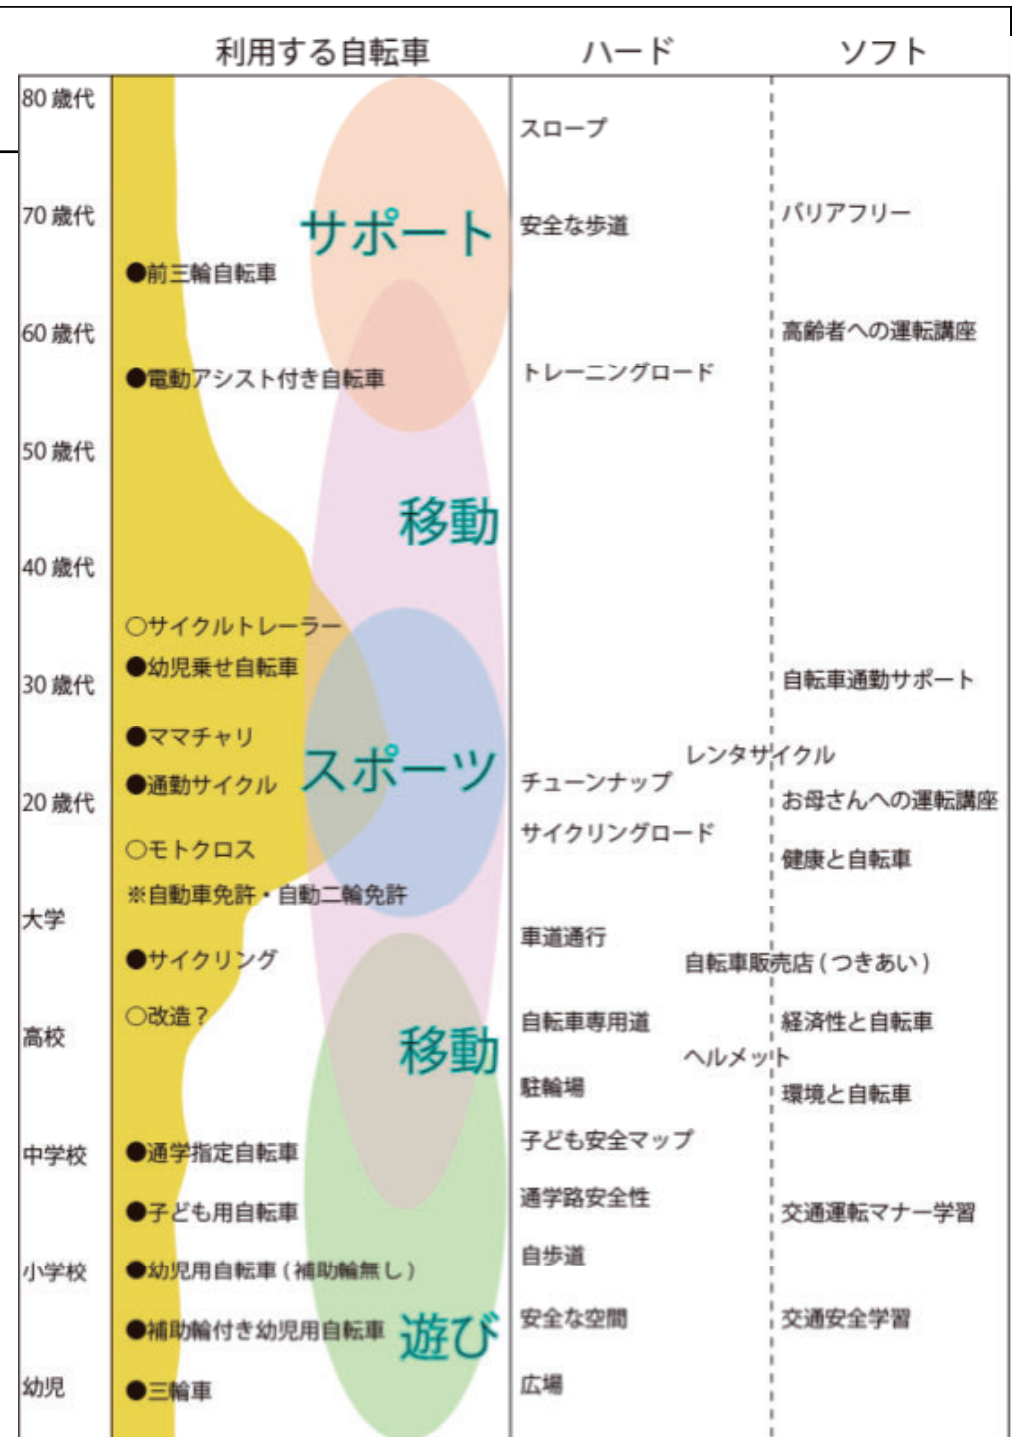 利用する自転車 ハード ソフト
80 歳代
スロープ
70 歳代 サポート 安全な歩道 バリアフリー
●前三輪自転車
60 歳代 高齢者への運転講座
●電動アシスト付き自転車 トレーニングロード
50 歳代
移動
40 歳代
○サイクルトレーラー
●幼児乗せ自転車
30 歳代 自転車通勤サポート
●ママチャリ レンタサイクル
●通勤サイクル スポーツ チューンナップ
20 歳代 お母さんへの運転講座
サイクリングロード
○モトクロス 健康と自転車
※自動車免許・自動二輪免許
大学
車道通行
●サイクリング 自転車販売店 ( つきあい )
○改造？ 自転車専用道 経済性と自転車
高校 移動 ヘルメット
駐輪場 環境と自転車
子ども安全マップ
中学校 ●通学指定自転車
通学路安全性
●子ども用自転車 交通運転マナー学習
自歩道
小学校 ●幼児用自転車 ( 補助輪無し )
安全な空間 交通安全学習
●補助輪付き幼児用自転車 遊び
幼児 ●三輪車 広場